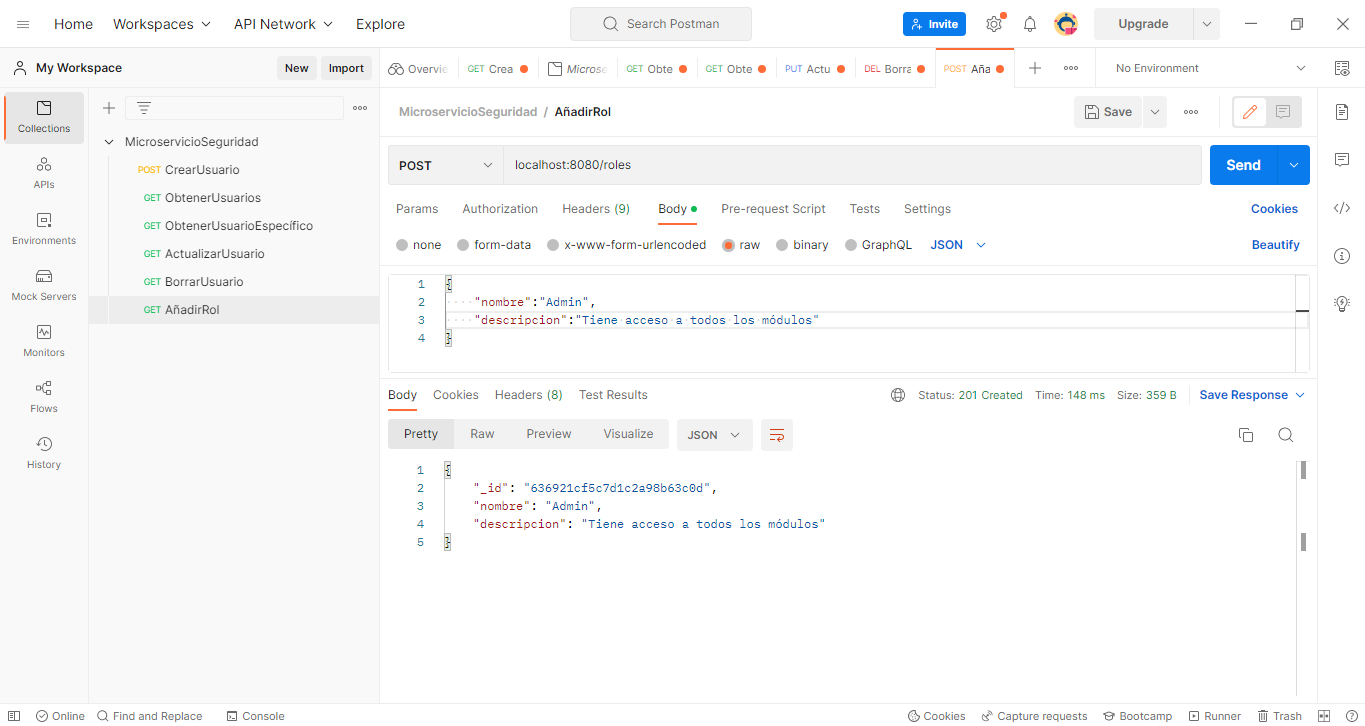 Home Workspaces API Network Explore Search Postman Invite Upgrade
My Workspace New Import Overvie GET Crea Microse GET Obte GET Obte PUT Actu DEL Borra POST Aña No Environment
Collections
APIs
Environments
Mock Servers
Monitors
Flows
History
MicroservicioSeguridad
POST CrearUsuario
GET ObtenerUsuarios
GET ObtenerUsuarioEspecífico
GET ActualizarUsuario
GET BorrarUsuario
GET AñadirRol
MicroservicioSeguridad / AñadirRol Save
POST localhost:8080/roles Send
Params Authorization Headers (9) Body Pre-request Script Tests Settings Cookies
none form-data x-www-form-urlencoded raw binary GraphQL JSON Beautify
1 {
2 "nombre":"Admin",
3 "descripcion":"Tiene acceso a todos los módulos"
4 }
Body Cookies Headers (8) Test Results Status: 201 Created Time: 148 ms Size: 359 B Save Response
Pretty Raw Preview Visualize JSON
1 {
2 "_id": "636921cf5c7d1c2a98b63c0d",
3 "nombre": "Admin",
4 "descripcion": "Tiene acceso a todos los módulos"
5 }
Online Find and Replace Console Cookies Capture requests Bootcamp Runner Trash